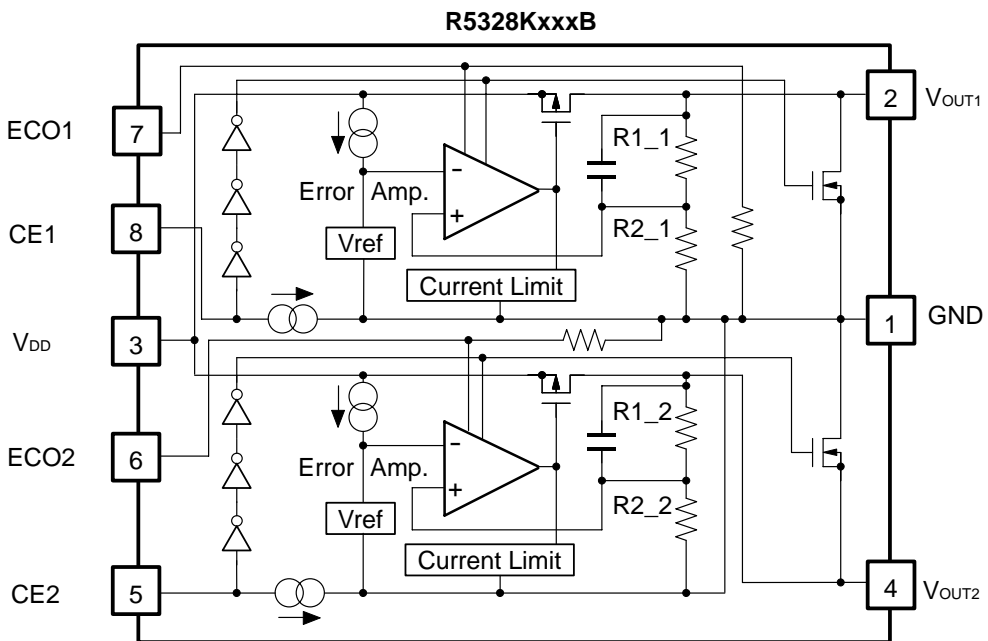 R5328KxxxB
ECO1
7
2
VOUT1
R1_1
Error Amp.
−
+
CE1
8
Vref
R2_1
Current Limit
VDD
3
1
GND
R1_2
ECO2
6
Error Amp.
−
+
Vref
R2_2
Current Limit
CE2
5
4
VOUT2